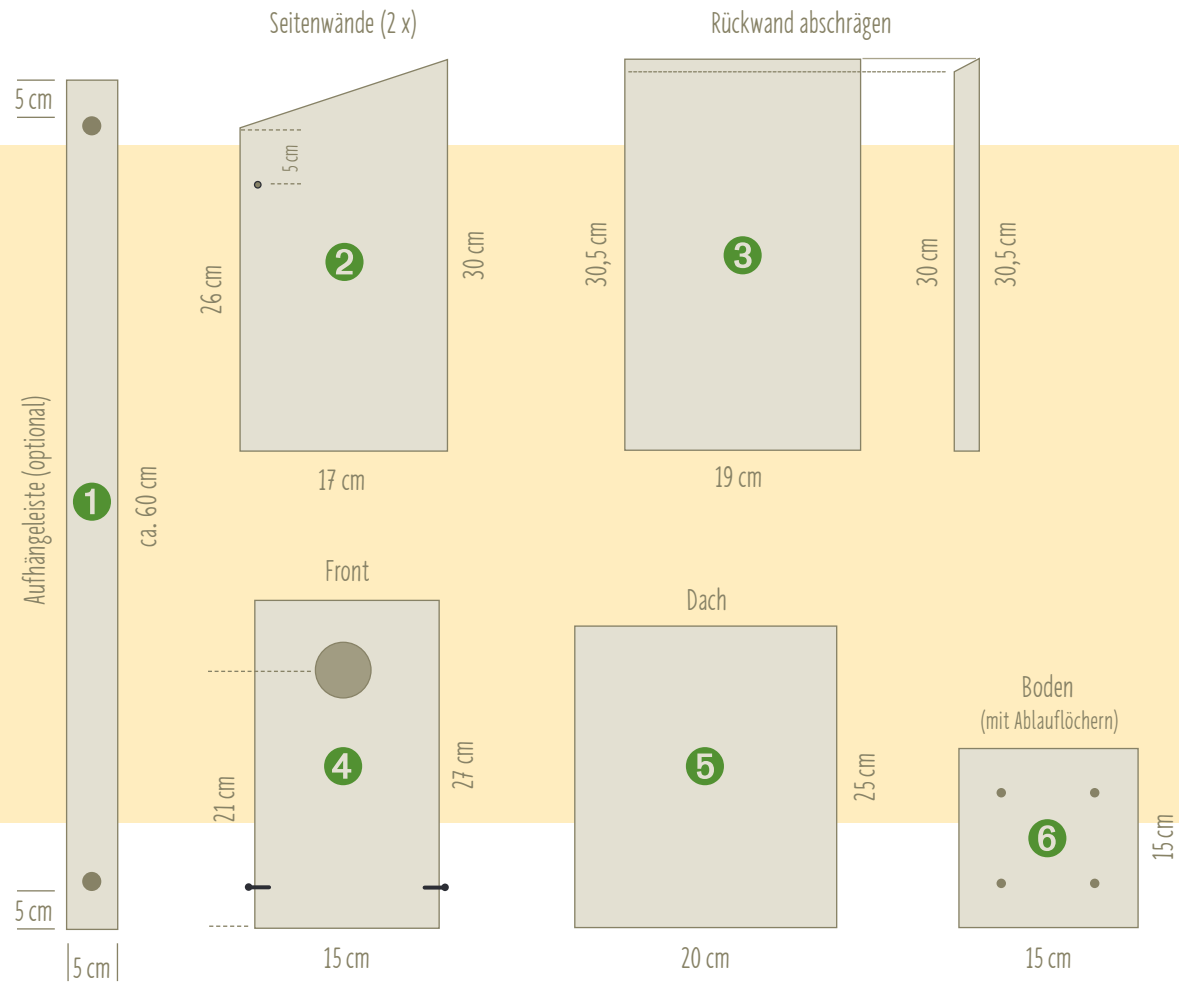 Seitenwände (2 x)
Rückwand abschrägen
5 cm
5 cm
26 cm
2
30 cm
17 cm
30,5 cm
3
30 cm
30,5 cm
19 cm
Aufhängeleiste (optional)
1
ca. 60 cm
5 cm
5 cm
Front
4
21 cm
27 cm
15 cm
Dach
5
25 cm
20 cm
Boden
(mit Ablauflöchern)
6
15 cm
15 cm